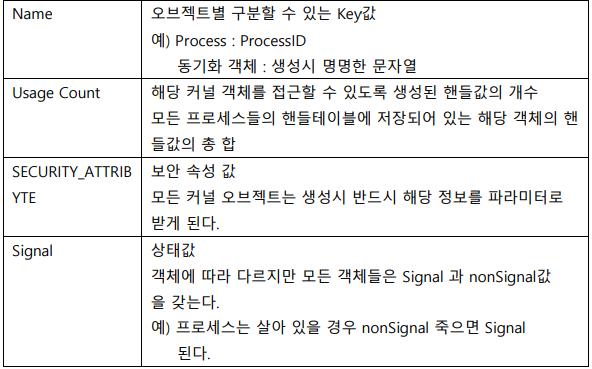 Name
오브젝트별 구분할 수 있는 Key값
예) Process : ProcessID
동기화 객체 : 생성시 명명한 문자열
Usage Count
해당 커널 객체를 접근할 수 있도록 생성된 핸들값의 개수
모든 프로세스들의 핸들테이블에 저장되어 있는 해당 객체의 핸
들값의 총 합
SECURITY_ATTRIB
YTE
보안 속성 값
모든 커널 오브젝트는 생성시 반드시 해당 정보를 파라미터로
받게 된다.
Signal
상태값
객체에 따라 다르지만 모든 객체들은 Signal 과 nonSignal값
을 갖는다.
예) 프로세스는 살아 있을 경우 nonSignal 죽으면 Signal
된다.